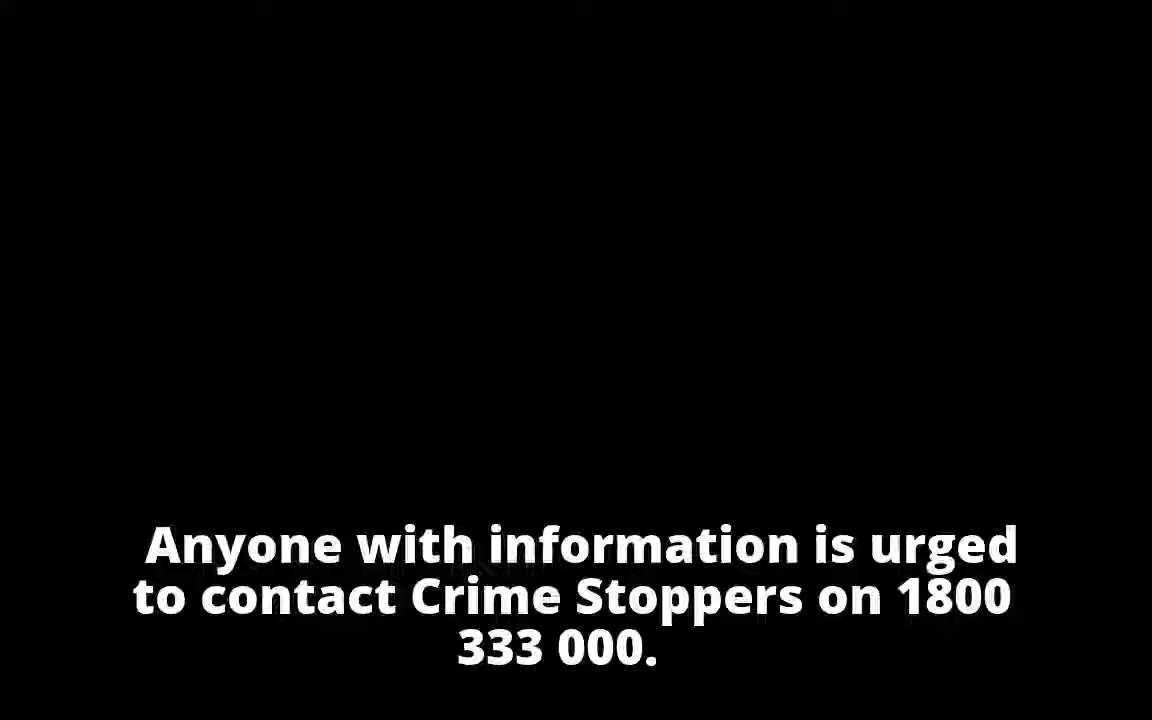 Anyone with information is urged
to contact Crime Stoppers on 1800
333 000.